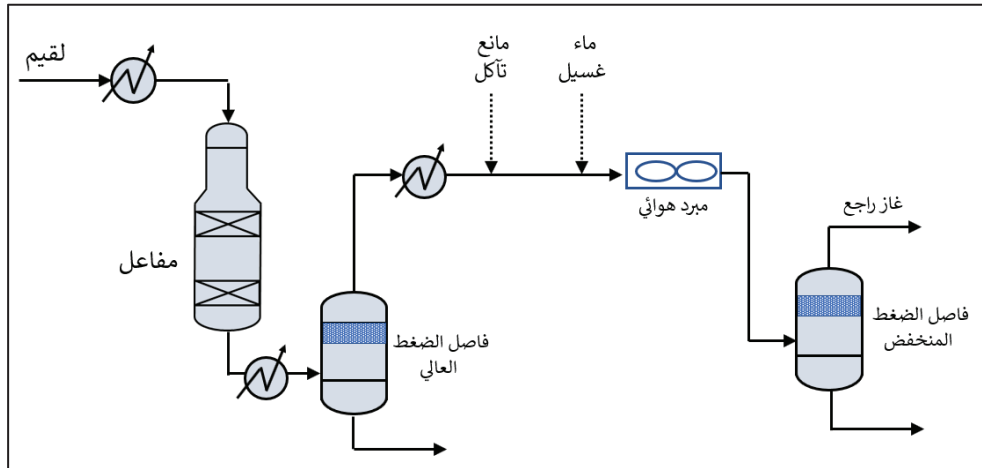 لقيم
مانع
تآكل
ماء
غسيل
مبرد هوائي
غاز راجع
مفاعل
فاصل الضغط
العالي
فاصل الضغط
المنخفض